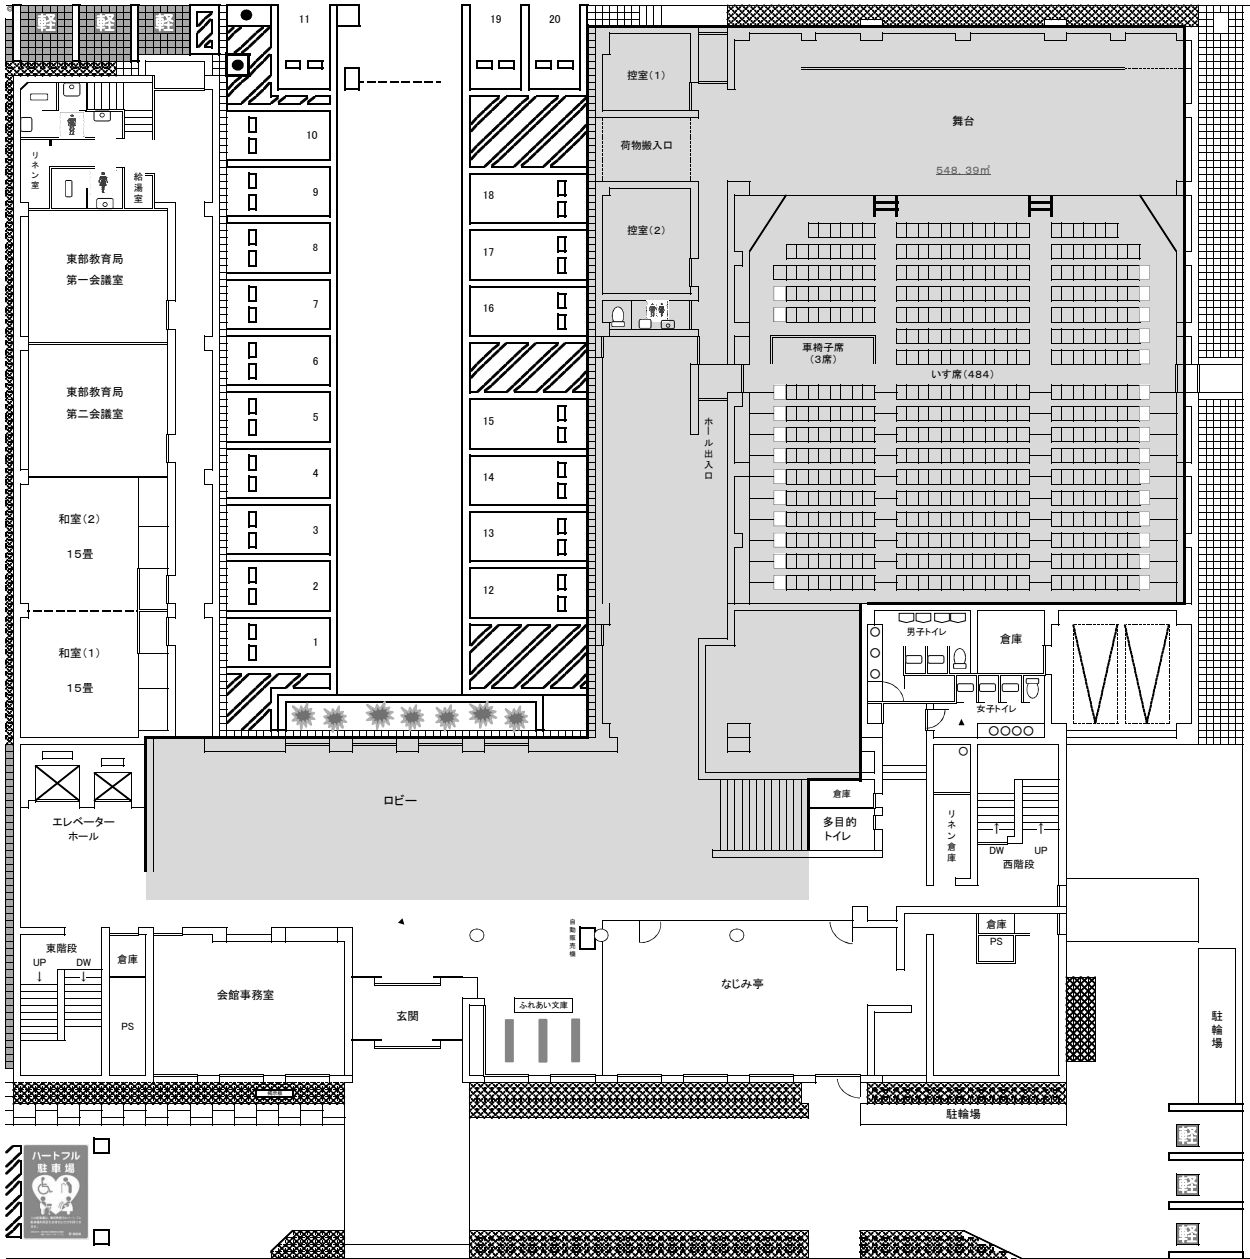 軽
軽
軽
11
19
20
控室(1)
舞台
荷物搬入口
548.39㎡
リネン室
給湯室
10
9
8
7
6
5
4
3
2
1
18
17
16
15
14
13
12
控室(2)
東部教育局
第一会議室
東部教育局
第二会議室
和室(2)
15畳
和室(1)
15畳
車椅子席
(3席)
いす席(484)
ホール出入口
男子トイレ
倉庫
女子トイレ
ロビー
エレベーター
ホール
倉庫
多目的
トイレ
リネン倉庫
DW
UP
西階段
東階段
UP
DW
倉庫
PS
会館事務室
玄関
自動販売機
ふれあい文庫
なじみ亭
倉庫
PS
駐輪場
駐輪場
ハートフル
駐車場
軽
軽
軽